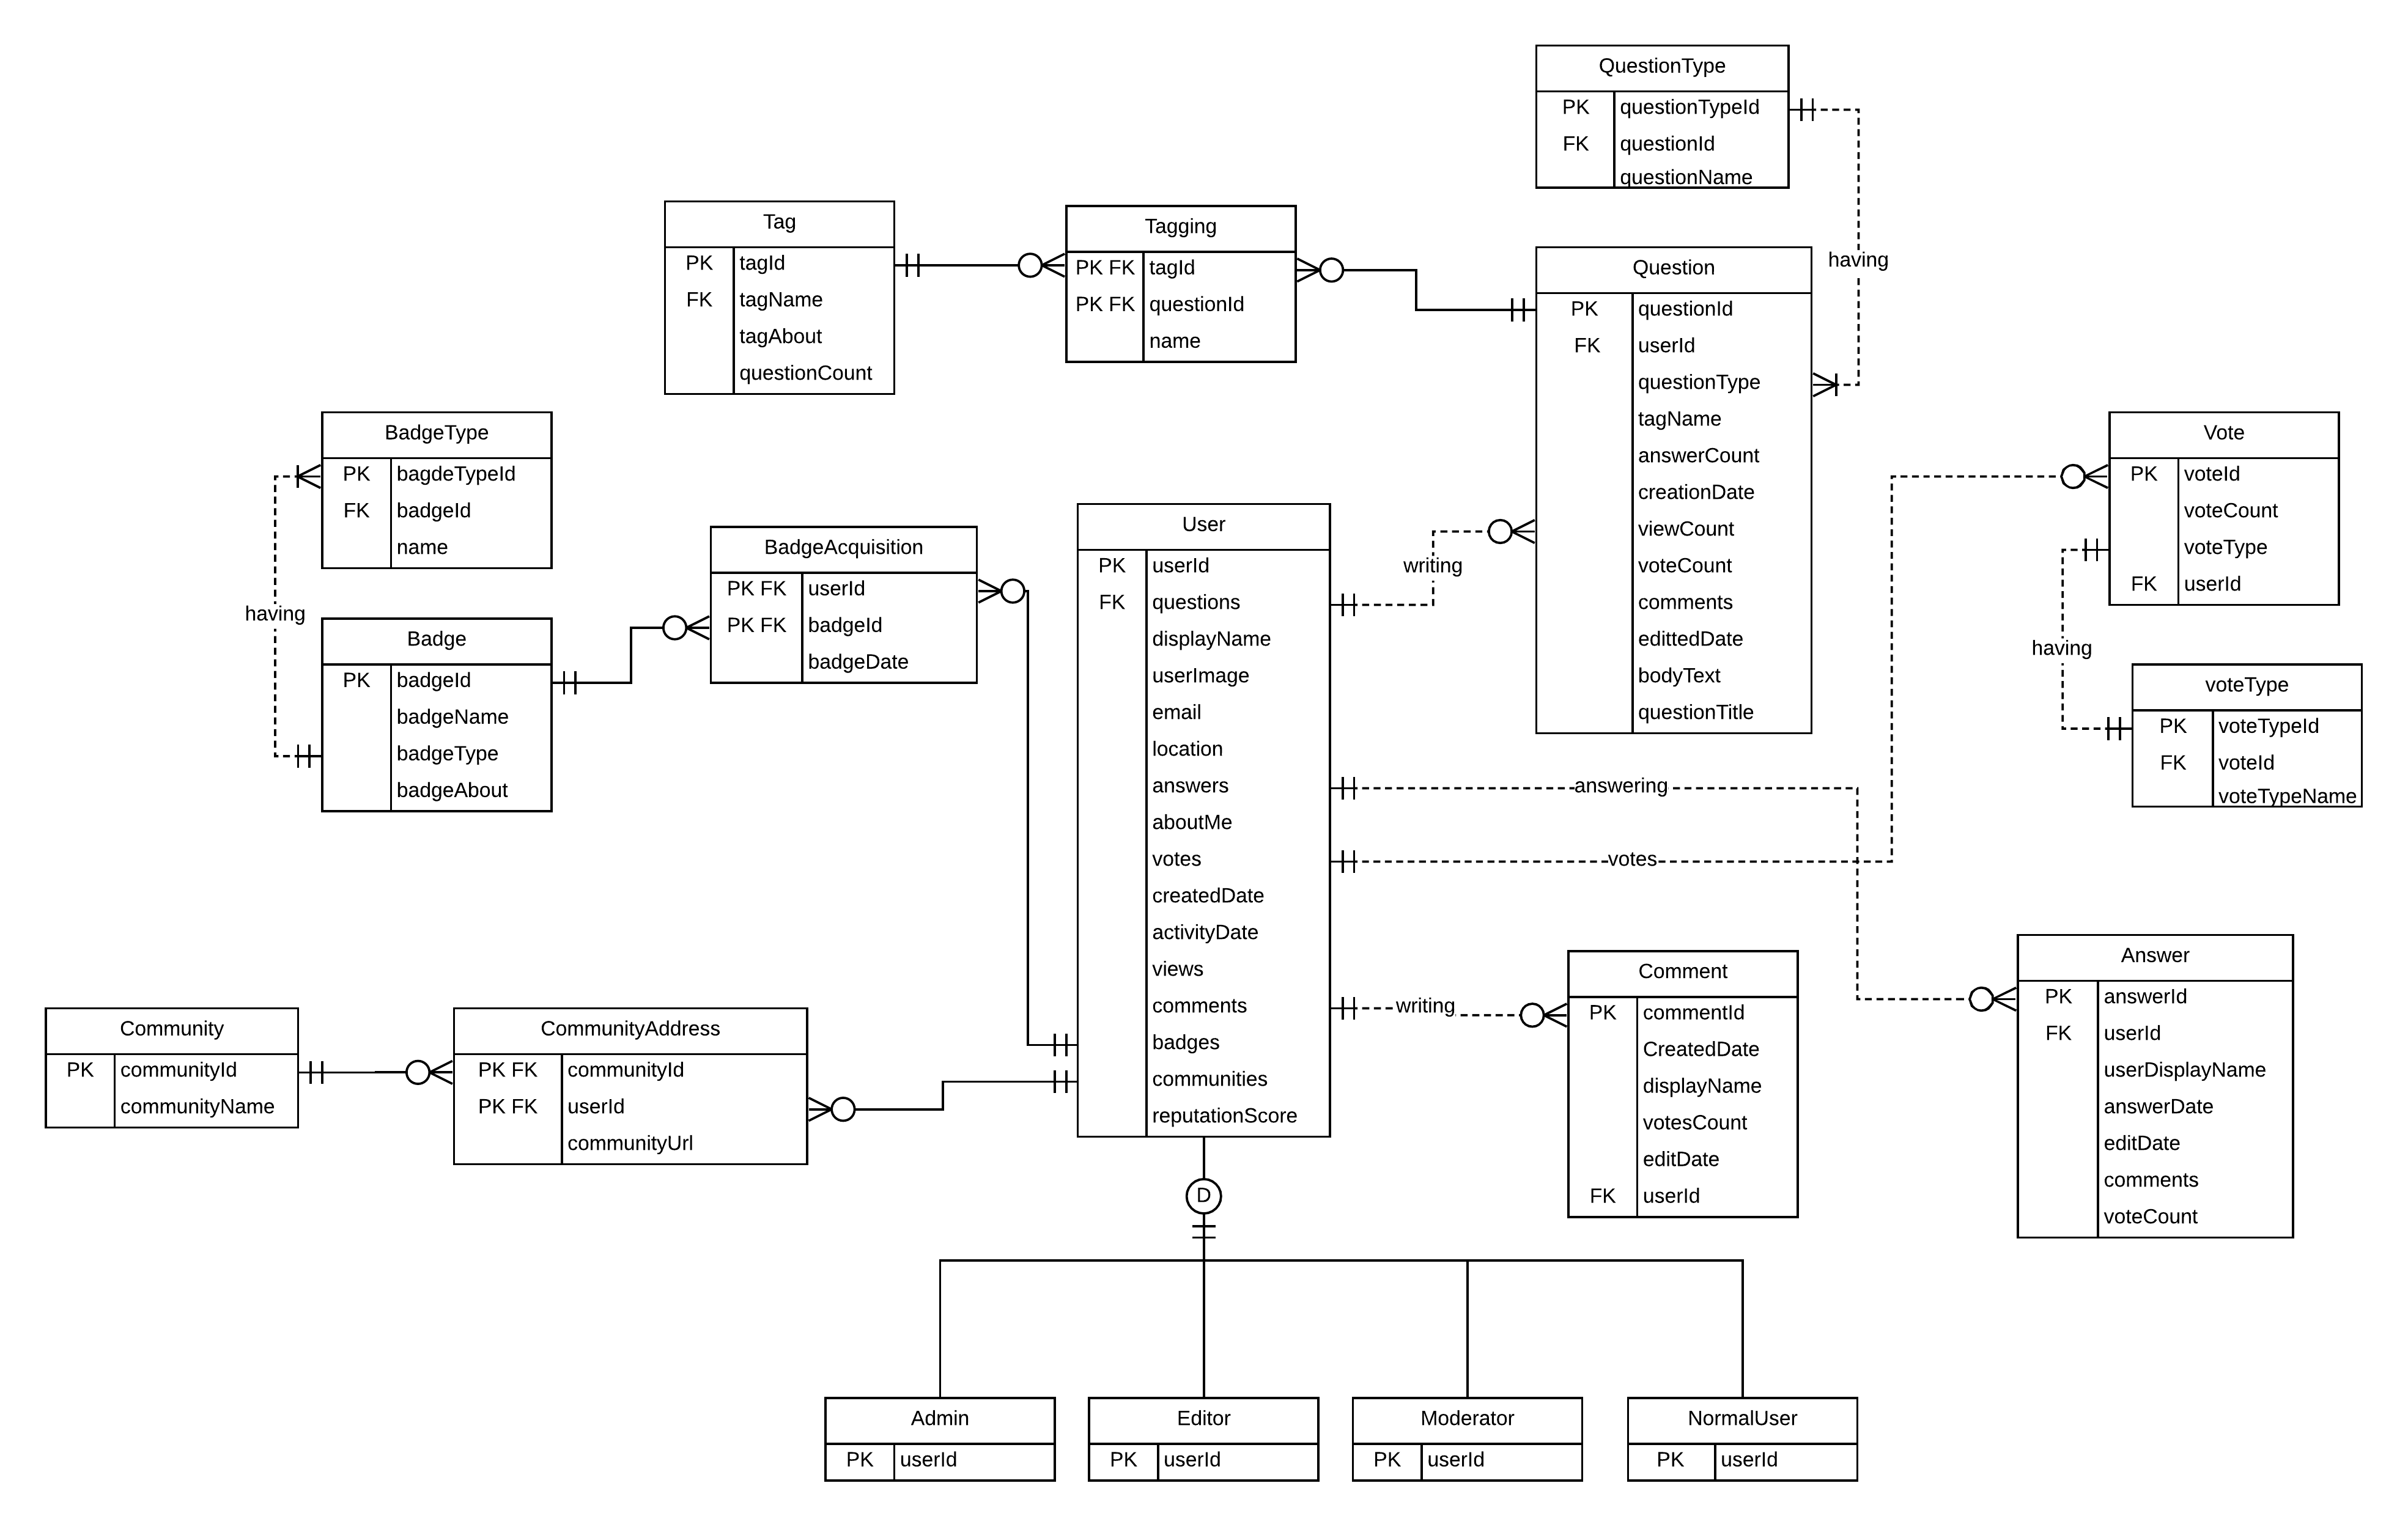 QuestionType
PK questionTypeId
FK questionId
questionName
having
Tag
PK tagId
FK tagName
tagAbout
questionCount
Tagging
PK FK tagId
PK FK questionId
name
Question
PK questionId
FK userId
questionType
tagName
answerCount
creationDate
viewCount
voteCount
comments
edittedDate
bodyText
questionTitle
BadgeType
PK bagdeTypeId
FK badgeId
name
having
Badge
PK badgeId
badgeName
badgeType
badgeAbout
BadgeAcquisition
PK FK userId
PK FK badgeId
badgeDate
User
PK userId
FK questions
displayName
userImage
email
location
answers
aboutMe
votes
createdDate
activityDate
views
comments
badges
communities
reputationScore
writing
answering
votes
writing
Vote
PK voteId
voteCount
voteType
FK userId
having
voteType
PK voteTypeId
FK voteId
voteTypeName
Community
PK communityId
communityName
CommunityAddress
PK FK communityId
PK FK userId
communityUrl
Comment
PK commentId
CreatedDate
displayName
votesCount
editDate
FK userId
Answer
PK answerId
FK userId
userDisplayName
answerDate
editDate
comments
voteCount
D
Admin
PK userId
Editor
PK userId
Moderator
PK userId
NormalUser
PK userId